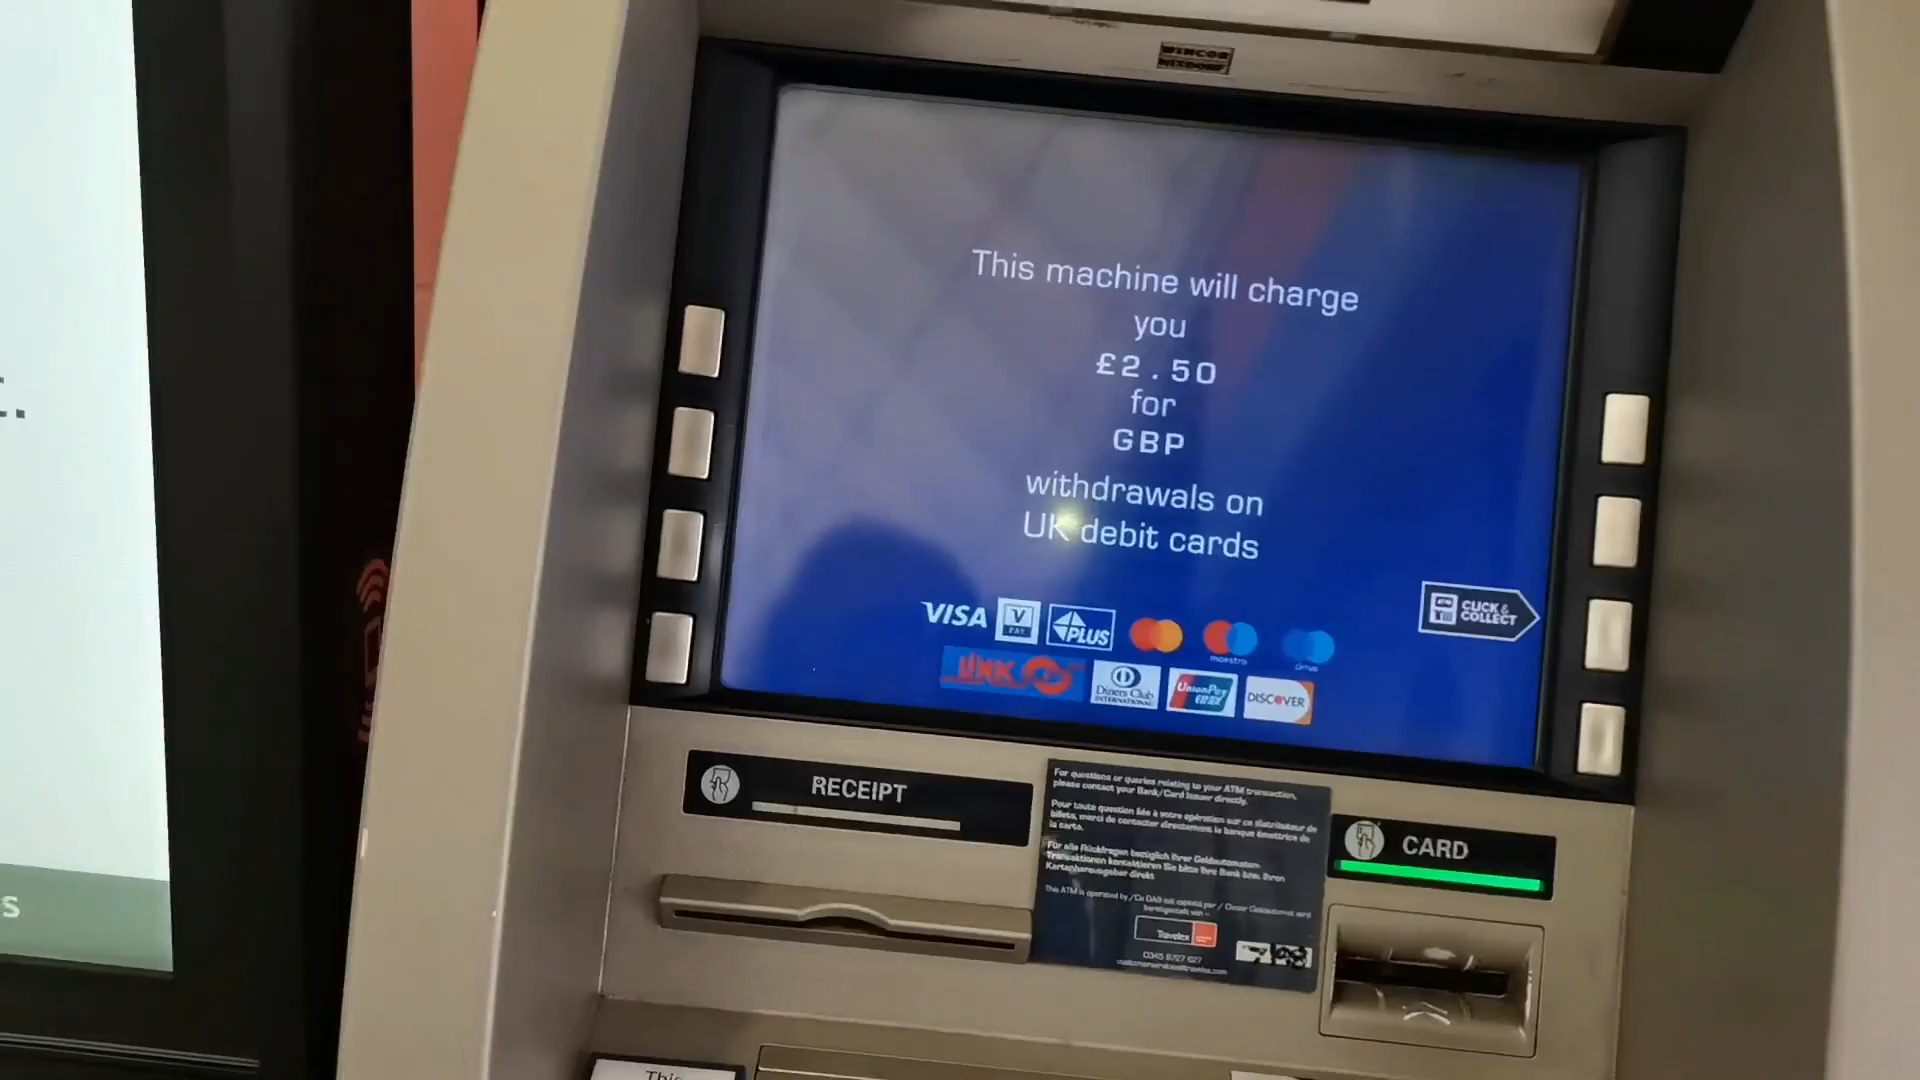 WINCOR
NIXDORF
This machine will charge
you
£2.50
for
GBP
withdrawals on
UK debit cards
CLICK &
COLLECT
VISA
V
PAY
PLUS
maestro
cirrus
LINK
Diners Club
INTERNATIONAL
UnionPay
银联
DISCOVER
RECEIPT
For questions or queries relating to your ATM transaction,
please contact your Bank/Card Issuer directly.
Pour toute question liée à votre opération sur ce distributeur de
billets, merci de contacter directement la banque émettrice de
la carte.
Für alle Rückfragen bezüglich Ihrer Geldautomaten-
Transaktionen kontaktieren Sie bitte Ihre Bank bzw. Ihren
Kartenherausgeber direkt
This ATM is operated by / Ce DAB est exploité par / Dieser Geldautomat wird
bereitgestellt von –
Travelex
0345 8727 627
CARD
This
s